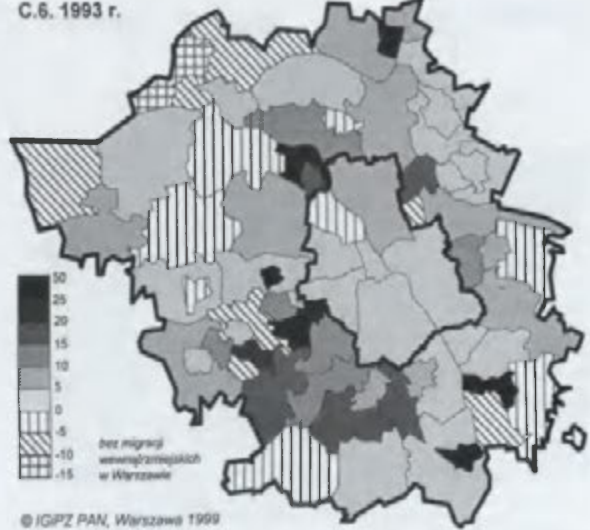 C.6. 1993 r.
50
25
20
15
10
5
0
-5
-10
-15
bez migracji
wewnątrzmiejskich
w Warszawie
© IGiPZ PAN, Warszawa 1999